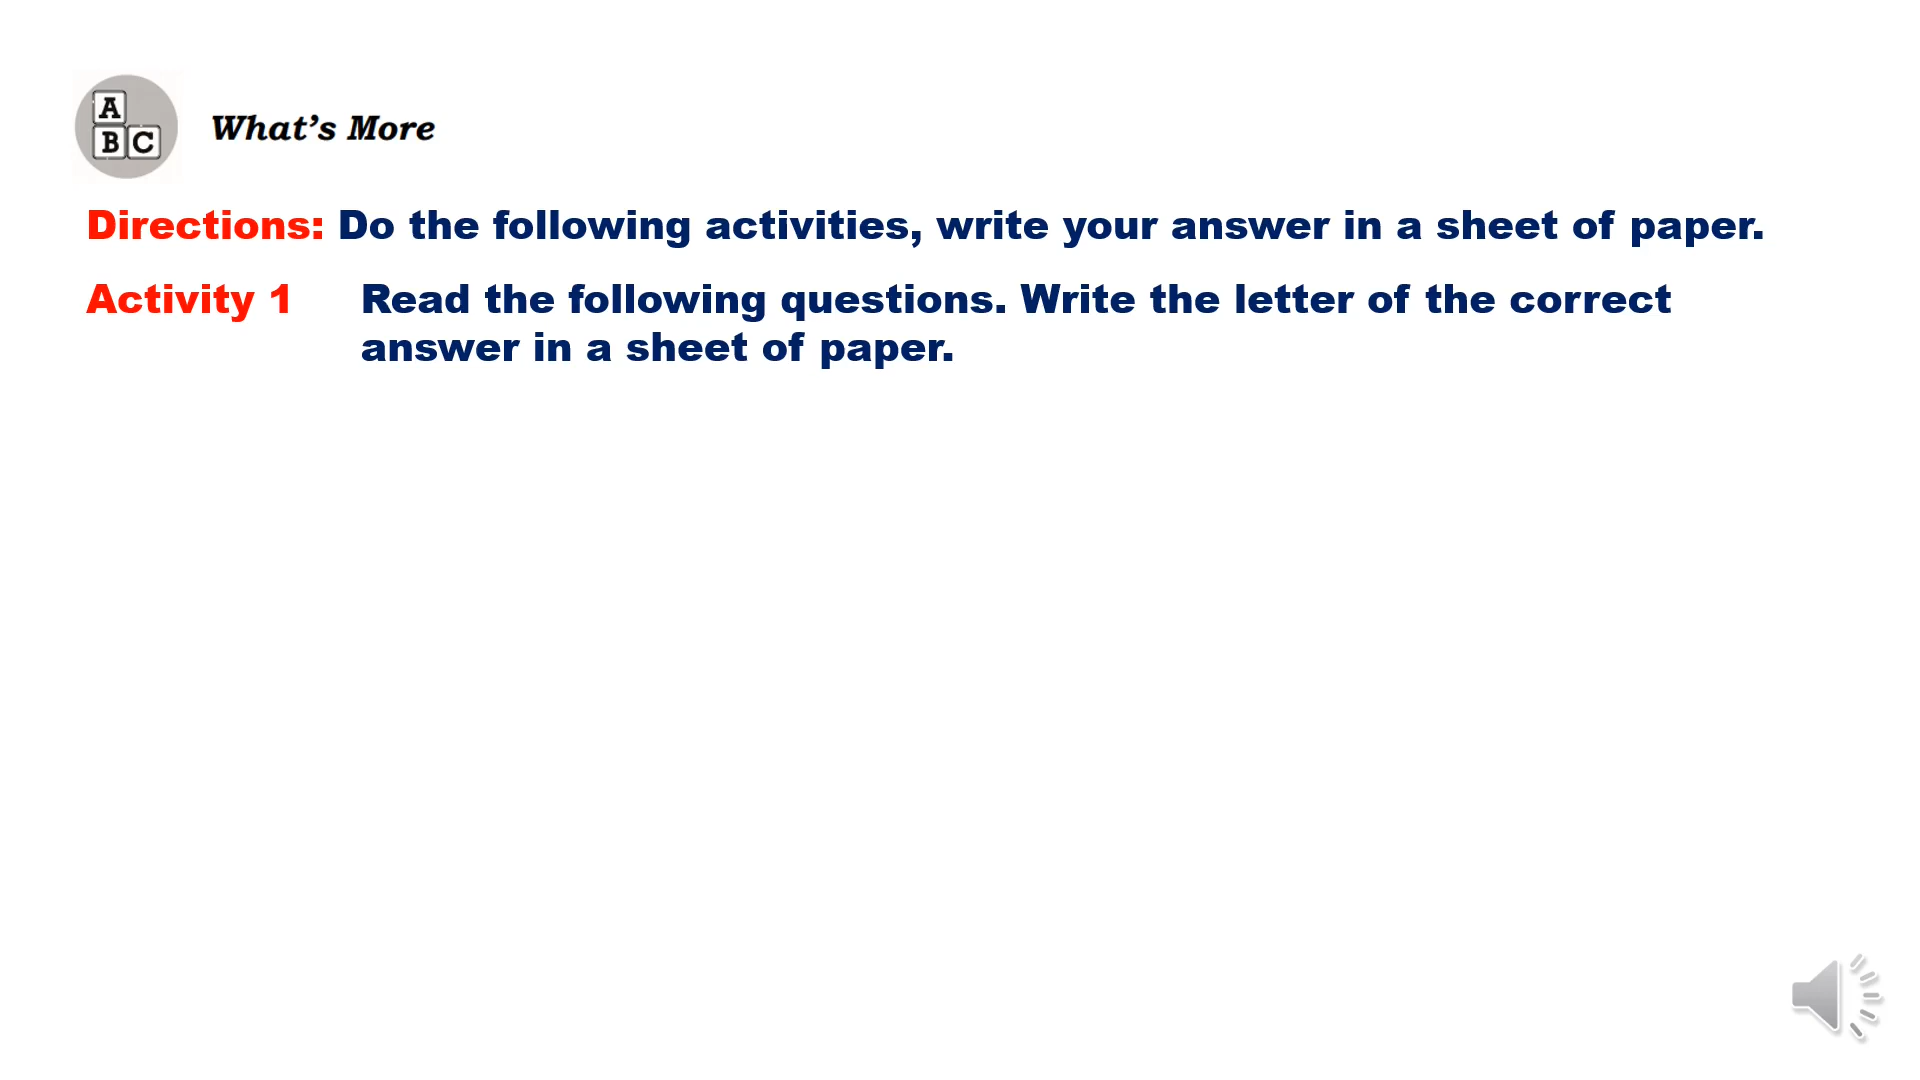 A
B C
What's More
Directions: Do the following activities, write your answer in a sheet of paper.
Activity 1 Read the following questions. Write the letter of the correct
answer in a sheet of paper.